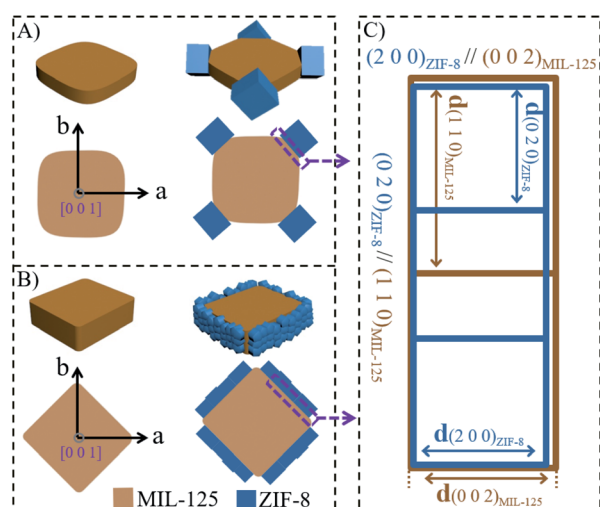 A)
b
a
[0 0 1]
B)
b
a
[0 0 1]
MIL-125
ZIF-8
C)
(2 0 0)ZIF-8 // (0 0 2)MIL-125
(0 2 0)ZIF-8 // (1 1 0)MIL-125
d(1 1 0)MIL-125
d(0 2 0)ZIF-8
d(2 0 0)ZIF-8
d(0 0 2)MIL-125